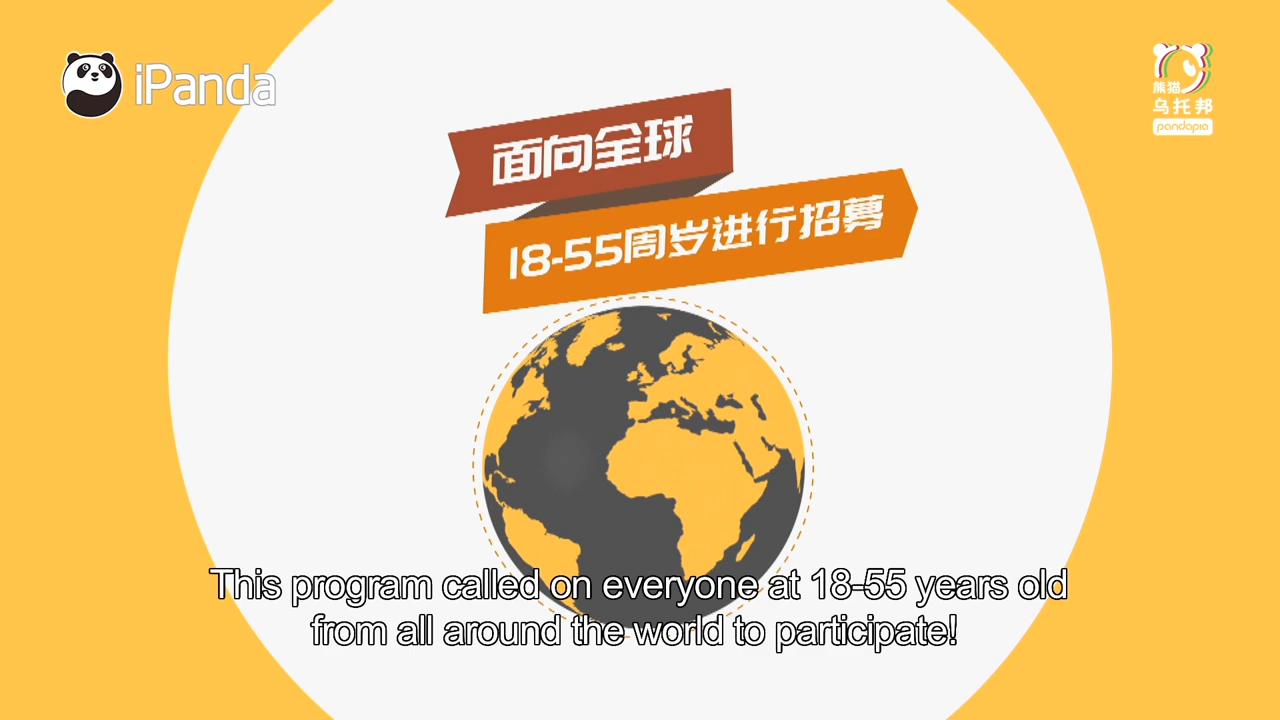 iPanda
熊猫
乌托邦
pandapia
面向全球
18-55周岁进行招募
This program called on everyone at 18-55 years old
from all around the world to participate!